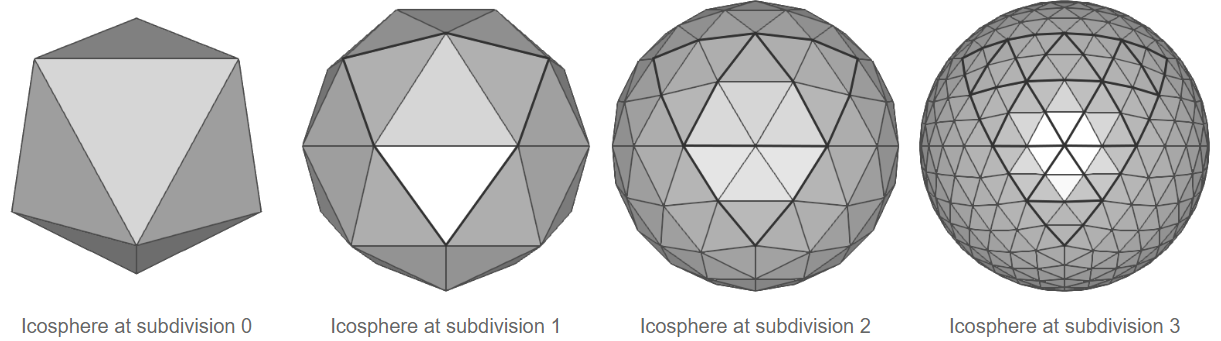 Icosphere at subdivision 0
Icosphere at subdivision 1
Icosphere at subdivision 2
Icosphere at subdivision 3